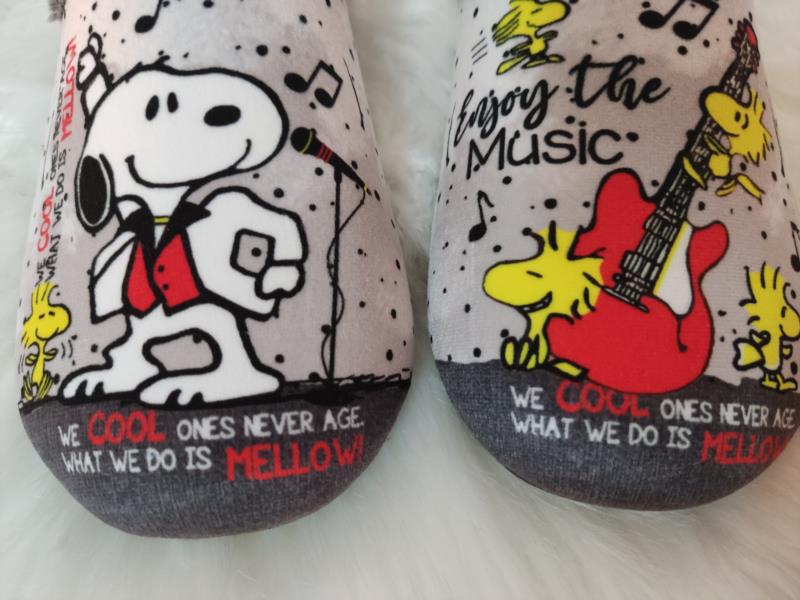 WE COOL ONES NEVER AGE.
WHAT WE DO IS MELLOW!
WE COOL ONES NEVER AGE.
WHAT WE DO IS MELLOW!
Enjoy the
Music
WE COOL ONES NEVER AGE
WHAT WE DO IS MELLOW